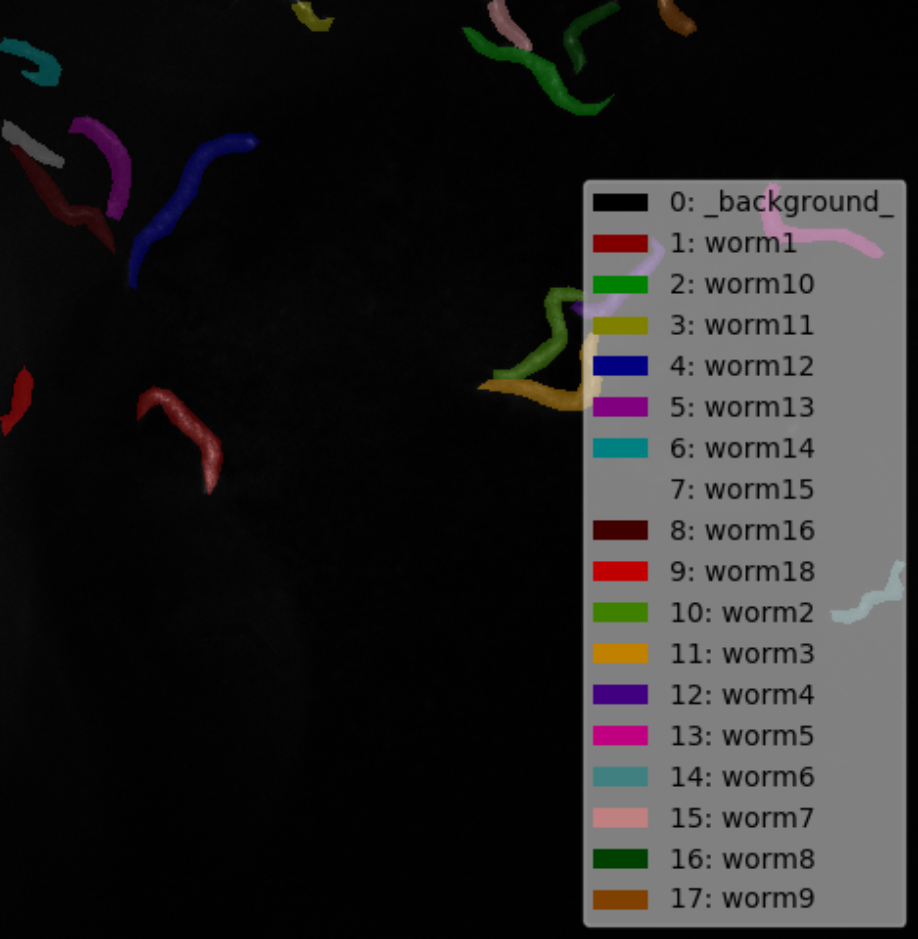 0: _background_
1: worm1
2: worm10
3: worm11
4: worm12
5: worm13
6: worm14
7: worm15
8: worm16
9: worm18
10: worm2
11: worm3
12: worm4
13: worm5
14: worm6
15: worm7
16: worm8
17: worm9